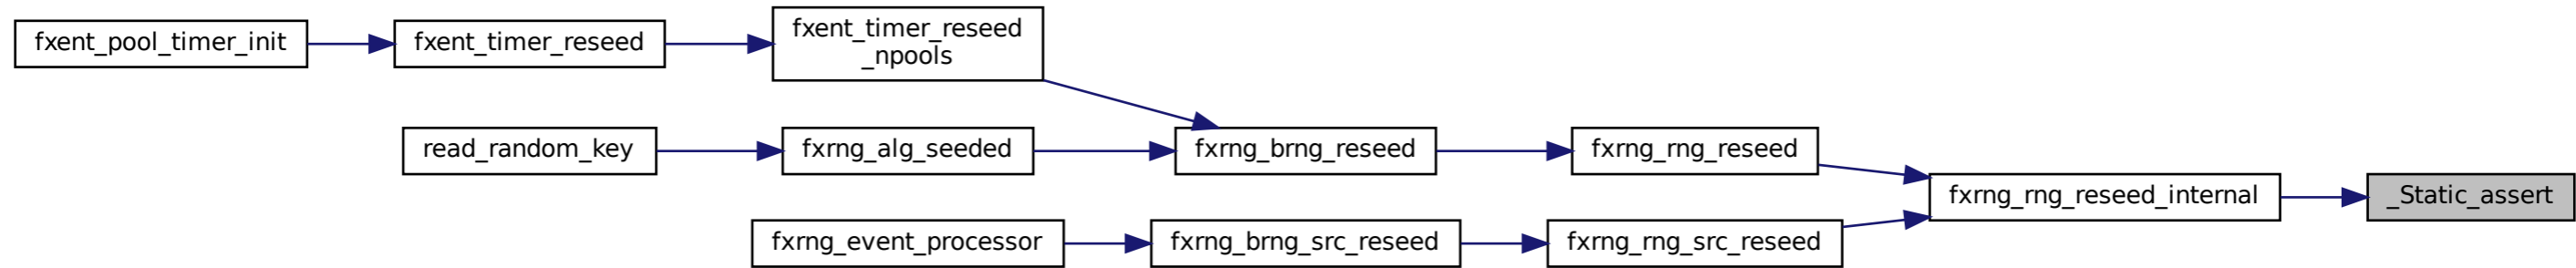 fxent_pool_timer_init
fxent_timer_reseed
fxent_timer_reseed
_npools
read_random_key
fxrng_alg_seeded
fxrng_brng_reseed
fxrng_rng_reseed
fxrng_rng_reseed_internal
_Static_assert
fxrng_event_processor
fxrng_brng_src_reseed
fxrng_rng_src_reseed